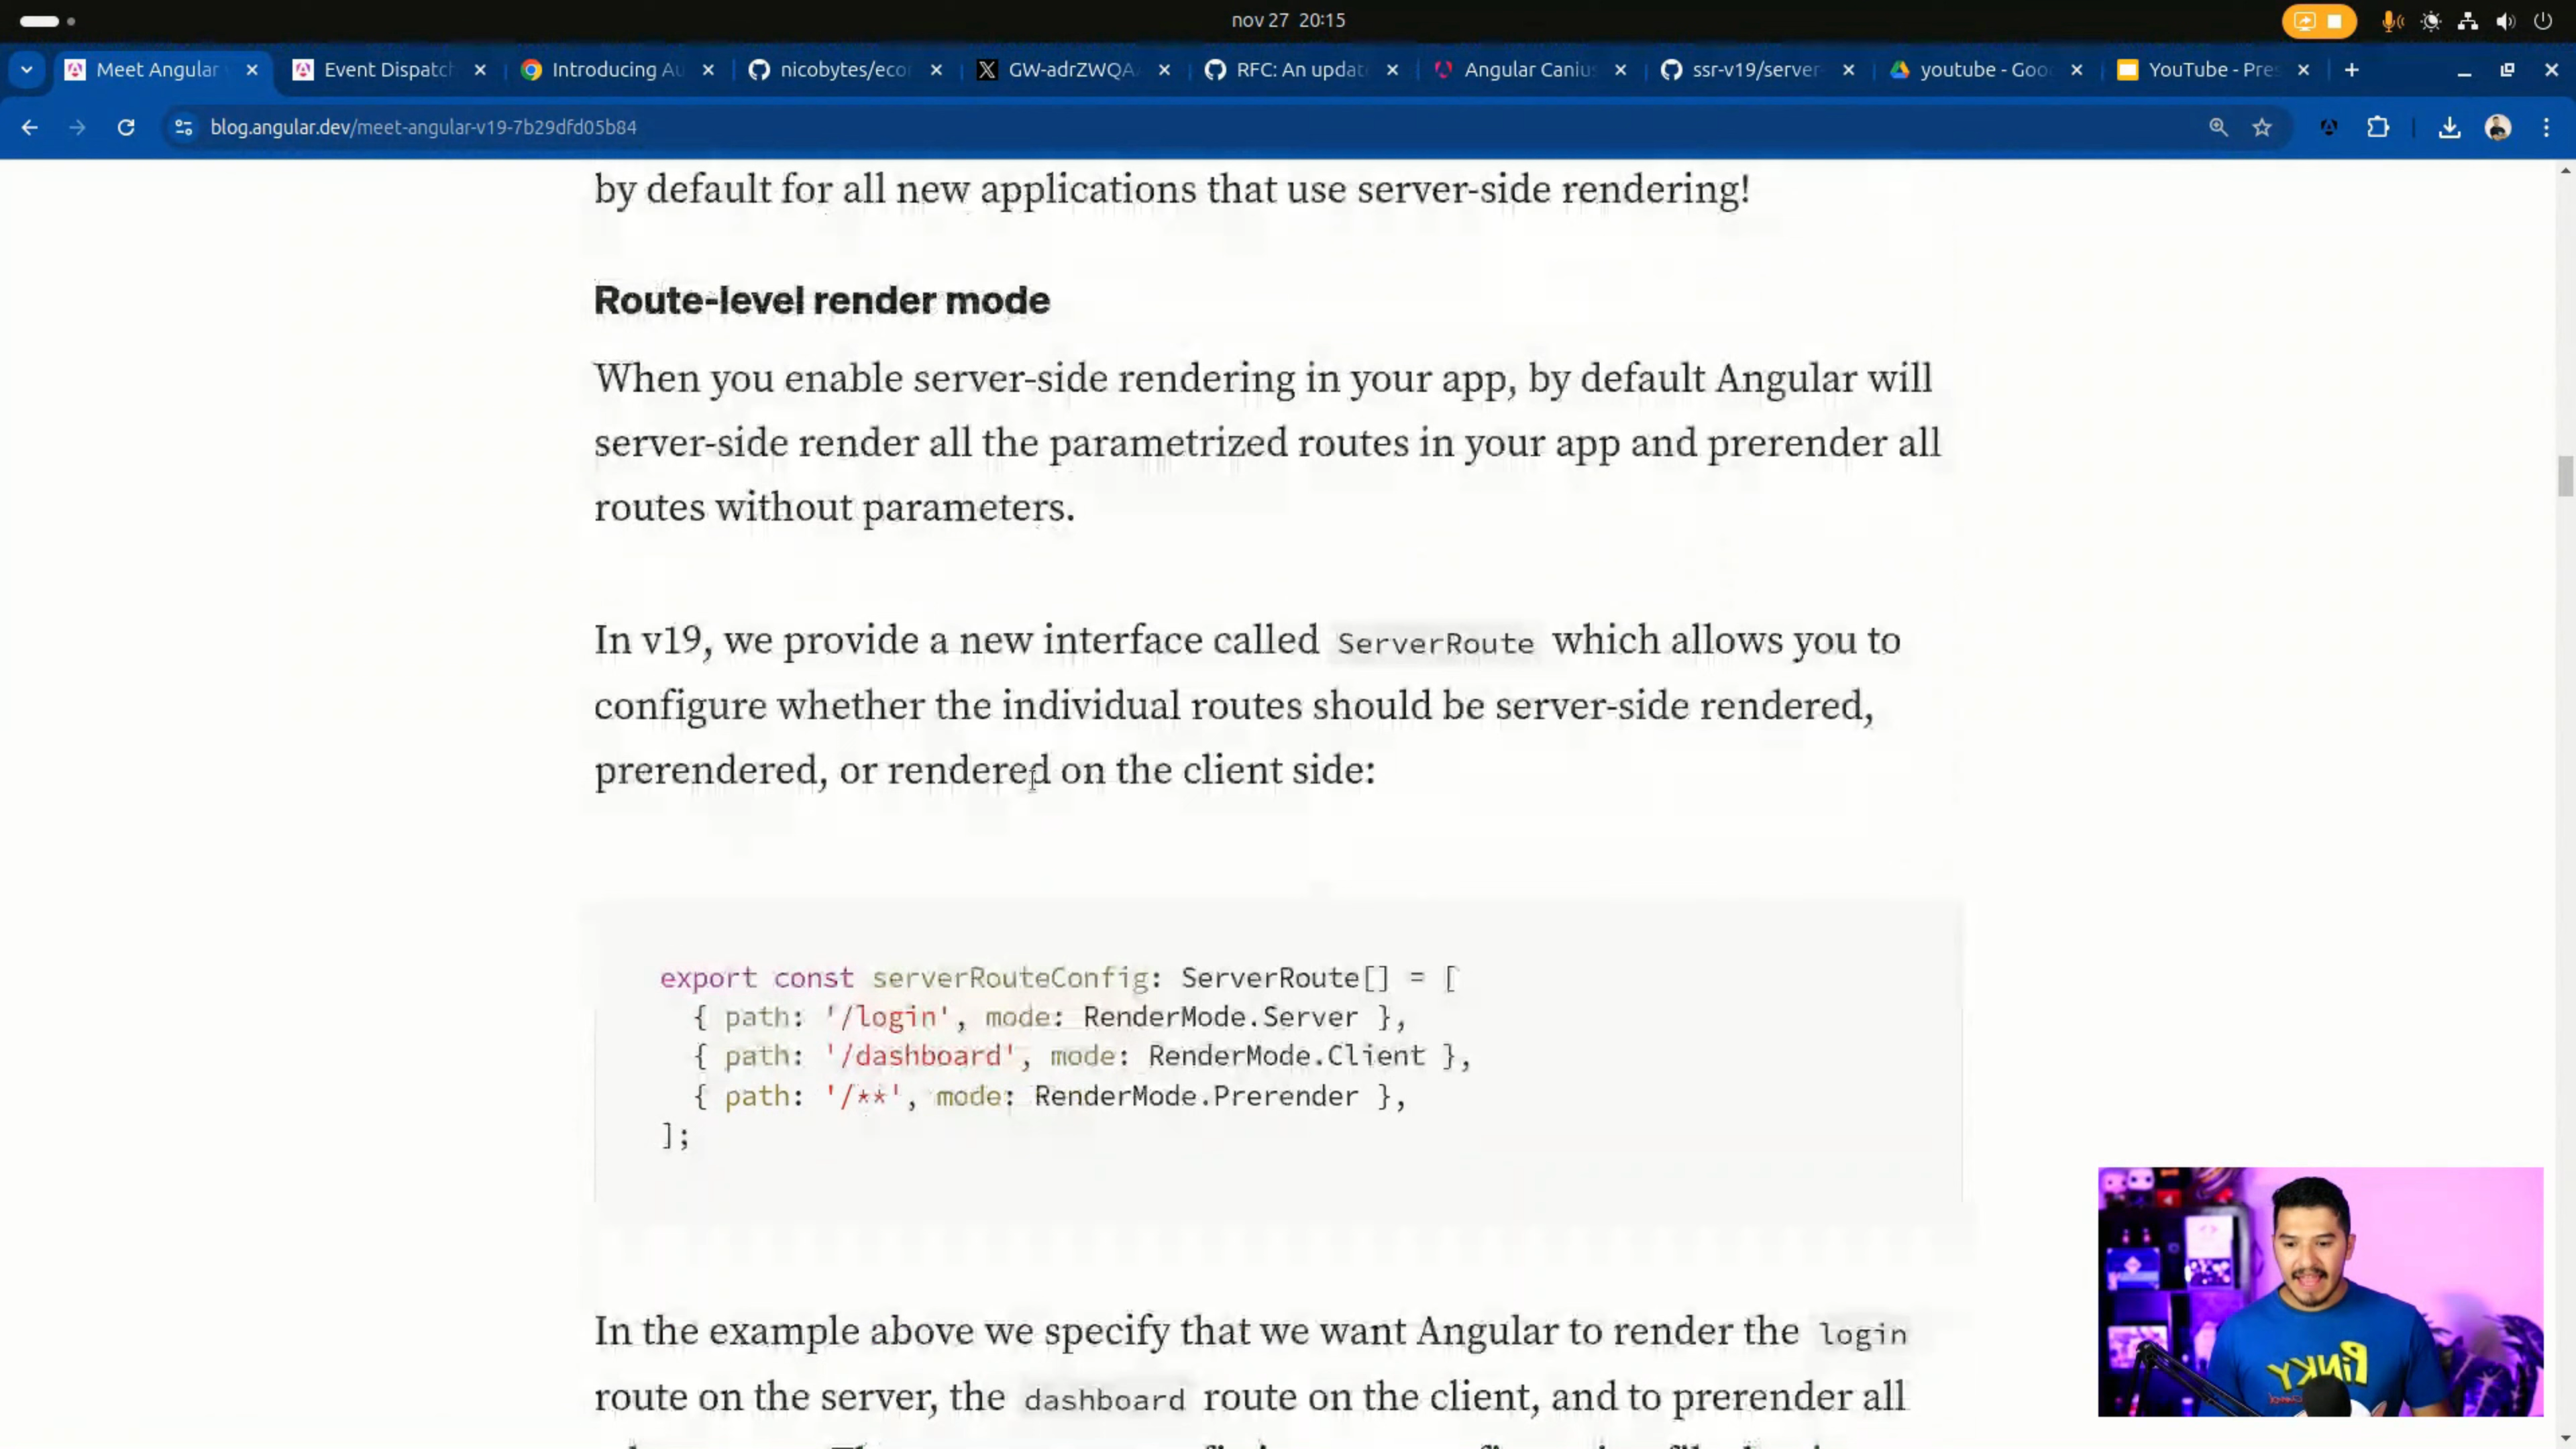 nov 27 20:15
Meet Angular
Event Dispatch
Introducing Au
nicobytes/ecor
GW-adrZWQA
RFC: An updat
Angular Canius
ssr-v19/server-
youtube - Goo
YouTube - Pres
blog.angular.dev/meet-angular-v19-7b29dfd05b84
by default for all new applications that use server-side rendering!
Route-level render mode
When you enable server-side rendering in your app, by default Angular will
server-side render all the parametrized routes in your app and prerender all
routes without parameters.
In v19, we provide a new interface called ServerRoute which allows you to
configure whether the individual routes should be server-side rendered,
prerendered, or rendered on the client side:
export const serverRouteConfig: ServerRoute[] = [
{ path: '/login', mode: RenderMode.Server },
{ path: '/dashboard', mode: RenderMode.Client },
{ path: '/**', mode: RenderMode.Prerender },
];
In the example above we specify that we want Angular to render the login
route on the server, the dashboard route on the client, and to prerender all
PiNKY